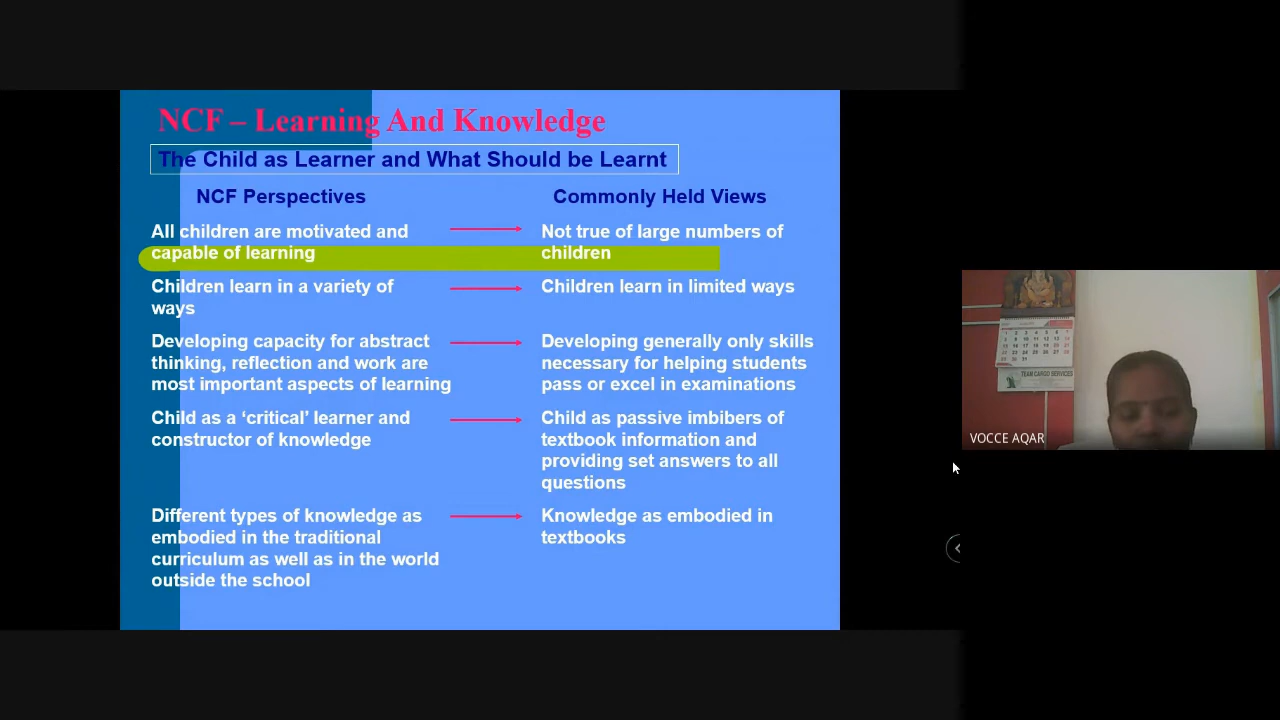 NCF – Learning And Knowledge
The Child as Learner and What Should be Learnt
NCF Perspectives
Commonly Held Views
All children are motivated and
capable of learning
Not true of large numbers of
children
Children learn in a variety of
ways
Children learn in limited ways
Developing capacity for abstract
thinking, reflection and work are
most important aspects of learning
Developing generally only skills
necessary for helping students
pass or excel in examinations
Child as a ‘critical’ learner and
constructor of knowledge
Child as passive imbibers of
textbook information and
providing set answers to all
questions
Different types of knowledge as
embodied in the traditional
curriculum as well as in the world
outside the school
Knowledge as embodied in
textbooks
TEAM CARGO SERVICES
VOCCE AQAR